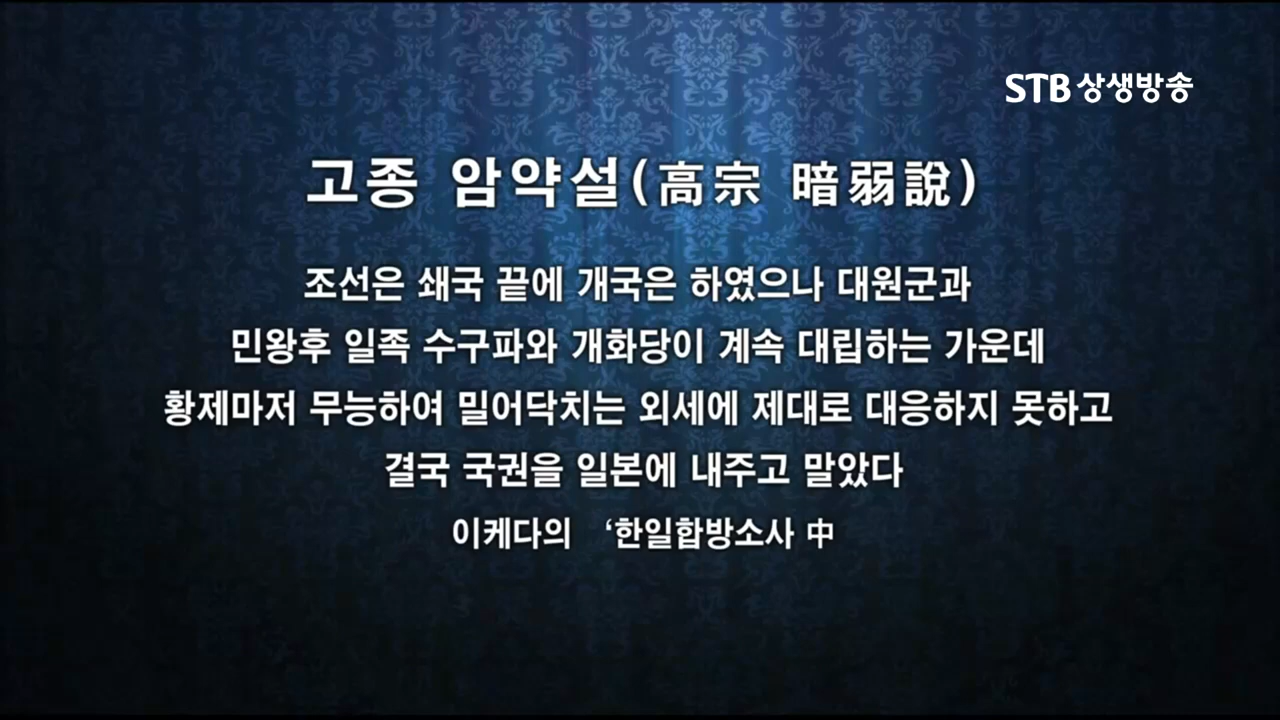 STB 상생방송
고종 암약설(高宗 暗弱說)
조선은 쇄국 끝에 개국은 하였으나 대원군과
민왕후 일족 수구파와 개화당이 계속 대립하는 가운데
황제마저 무능하여 밀어닥치는 외세에 제대로 대응하지 못하고
결국 국권을 일본에 내주고 말았다
이케다의 ‘한일합방소사 中